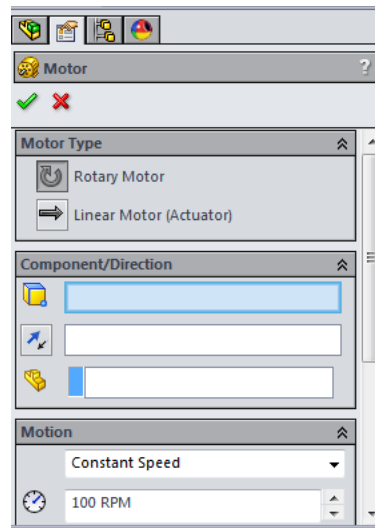 Motor
?
Motor Type
Rotary Motor
Linear Motor (Actuator)
Component/Direction
Motion
Constant Speed
100 RPM